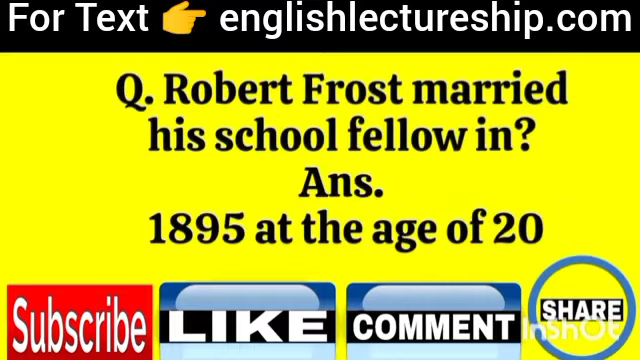 For Text 👉 englishlectureship.com
Q. Robert Frost married
his school fellow in?
Ans.
1895 at the age of 20
Subscribe
LIKE
COMMENT
SHARE
InShOt